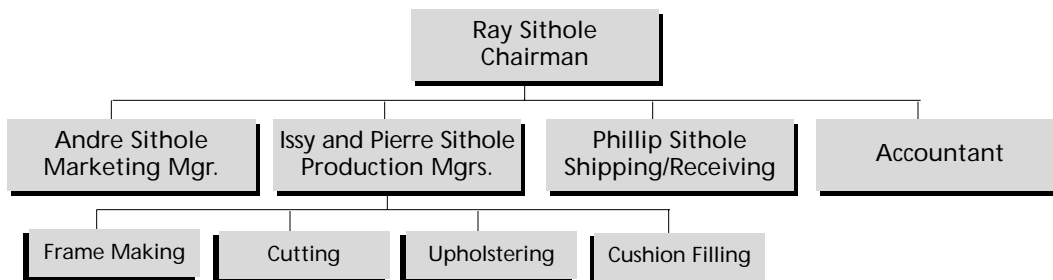 Ray Sithole
Chairman
Andre Sithole
Marketing Mgr.
Issy and Pierre Sithole
Production Mgrs.
Phillip Sithole
Shipping/Receiving
Accountant
Frame Making
Cutting
Upholstering
Cushion Filling